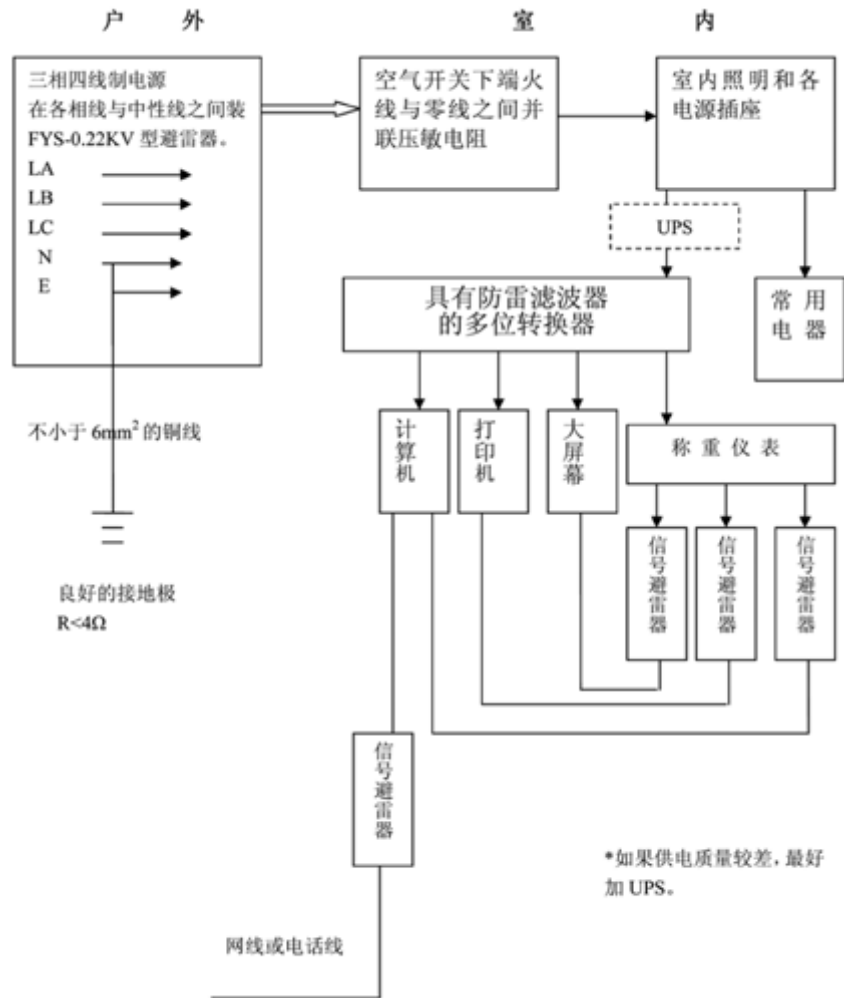 户 外
室 内
三相四线制电源
在各相线与中性线之间装
FYS-0.22KV 型避雷器。
LA
LB
LC
N
E
空气开关下端火
线与零线之间并
联压敏电阻
室内照明和各
电源插座
UPS
具有防雷滤波器
的多位转换器
常用
电器
不小于 6mm² 的铜线
计算机
打印机
大屏幕
称重仪表
信号避雷器
信号避雷器
信号避雷器
良好的接地极
R<4Ω
信号避雷器
*如果供电质量较差，最好
加 UPS。
网线或电话线